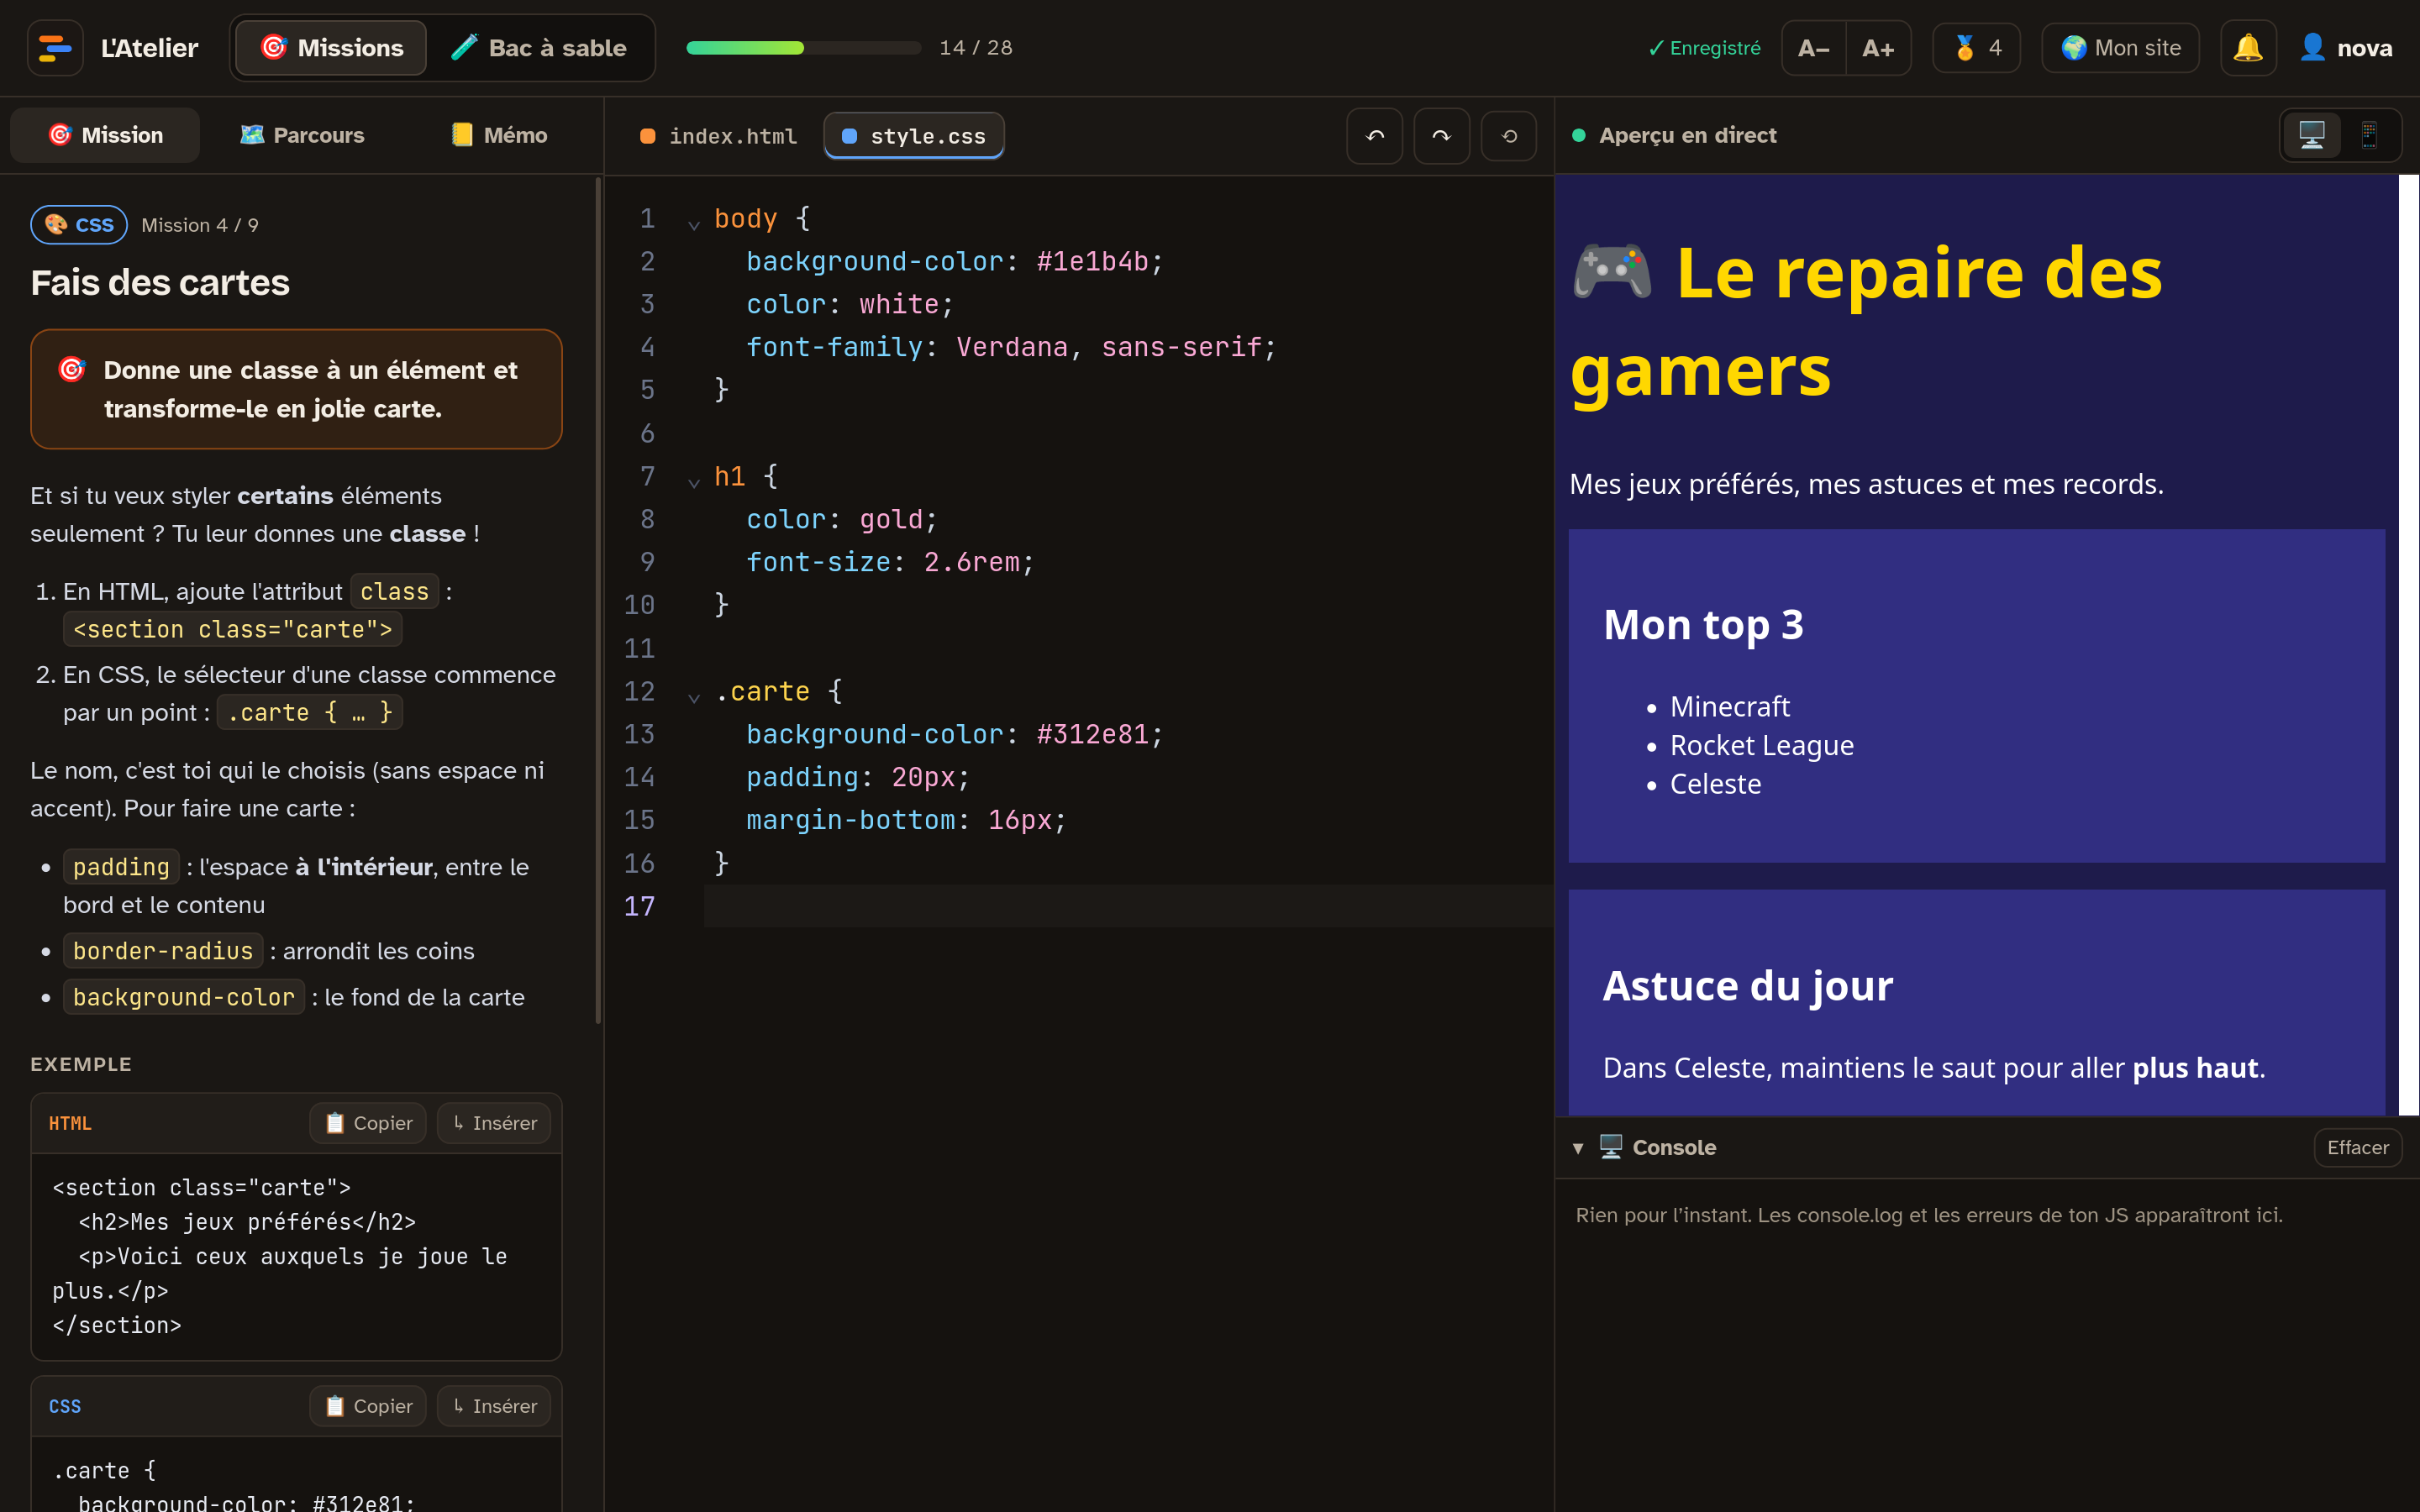 L'Atelier
🎯 Missions
🧪 Bac à sable
14 / 28
✓ Enregistré
A−
A+
🏅 4
🌍 Mon site
🔔
👤 nova
🎯 Mission
🗺️ Parcours
📒 Mémo
🎨 CSS
Mission 4 / 9
Fais des cartes
🎯 Donne une classe à un élément et
transforme-le en jolie carte.
Et si tu veux styler certains éléments
seulement ? Tu leur donnes une classe !
1. En HTML, ajoute l'attribut class :
<section class="carte">
2. En CSS, le sélecteur d'une classe commence
par un point : .carte { … }
Le nom, c'est toi qui le choisis (sans espace ni
accent). Pour faire une carte :
• padding : l'espace à l'intérieur, entre le
bord et le contenu
• border-radius : arrondit les coins
• background-color : le fond de la carte
EXEMPLE
HTML
📋 Copier
↳ Insérer
<section class="carte">
  <h2>Mes jeux préférés</h2>
  <p>Voici ceux auxquels je joue le
plus.</p>
</section>
CSS
📋 Copier
↳ Insérer
.carte {
  background-color: #312e81;
index.html
style.css
↶
↷
⟲
1 body {
2   background-color: #1e1b4b;
3   color: white;
4   font-family: Verdana, sans-serif;
5 }
6
7 h1 {
8   color: gold;
9   font-size: 2.6rem;
10 }
11
12 .carte {
13   background-color: #312e81;
14   padding: 20px;
15   margin-bottom: 16px;
16 }
17
Aperçu en direct
🖥️
📱
🎮 Le repaire des
gamers
Mes jeux préférés, mes astuces et mes records.
Mon top 3
• Minecraft
• Rocket League
• Celeste
Astuce du jour
Dans Celeste, maintiens le saut pour aller plus haut.
▾ 🖥️ Console
Effacer
Rien pour l’instant. Les console.log et les erreurs de ton JS apparaîtront ici.